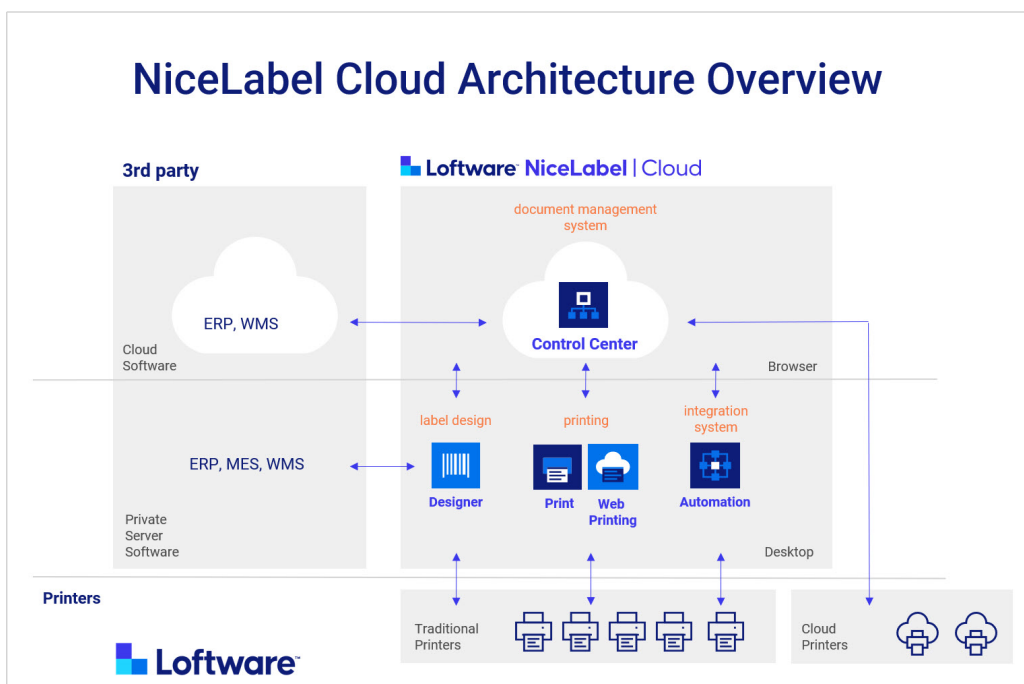 NiceLabel Cloud Architecture Overview
3rd party
Loftware™ NiceLabel | Cloud
document management
system
ERP, WMS
Control Center
Cloud
Software
Browser
label design
printing
integration
system
ERP, MES, WMS
Designer
Print
Web
Printing
Automation
Private
Server
Software
Desktop
Printers
Traditional
Printers
Cloud
Printers
Loftware™